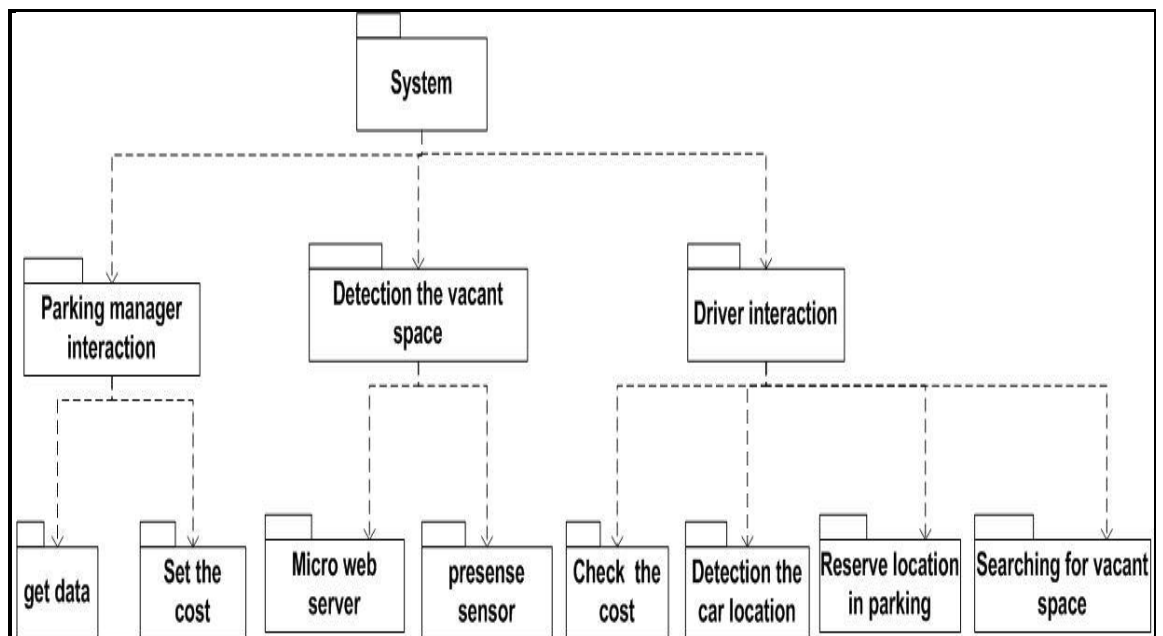 System
Parking manager
interaction
Detection the vacant
space
Driver interaction
get data
Set the
cost
Micro web
server
presense
sensor
Check the
cost
Detection the
car location
Reserve location
in parking
Searching for vacant
space